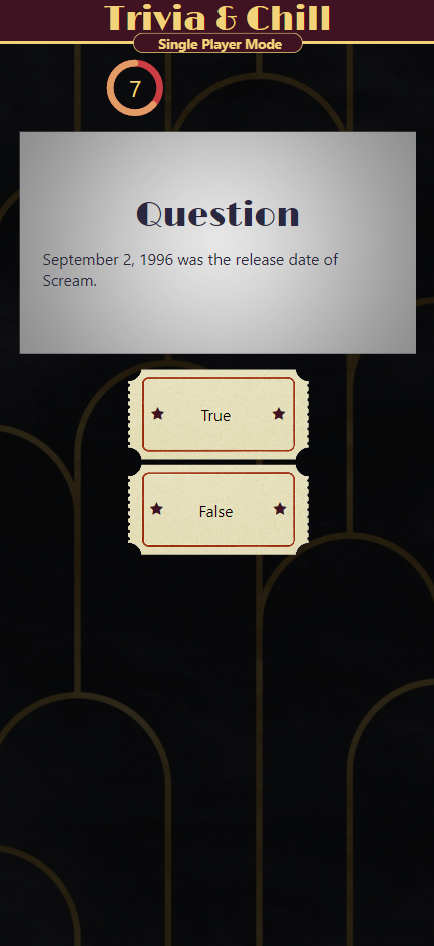 Trivia & Chill
Single Player Mode
7
Question
September 2, 1996 was the release date of
Scream.
True
False